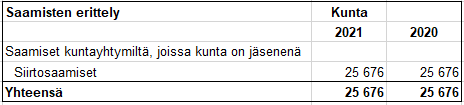 Saamisten erittely Kunta
2021 2020
Saamiset kuntayhtymiltä, joissa kunta on jäsenenä
Siirtosaamiset 25 676 25 676
Yhteensä 25 676 25 676